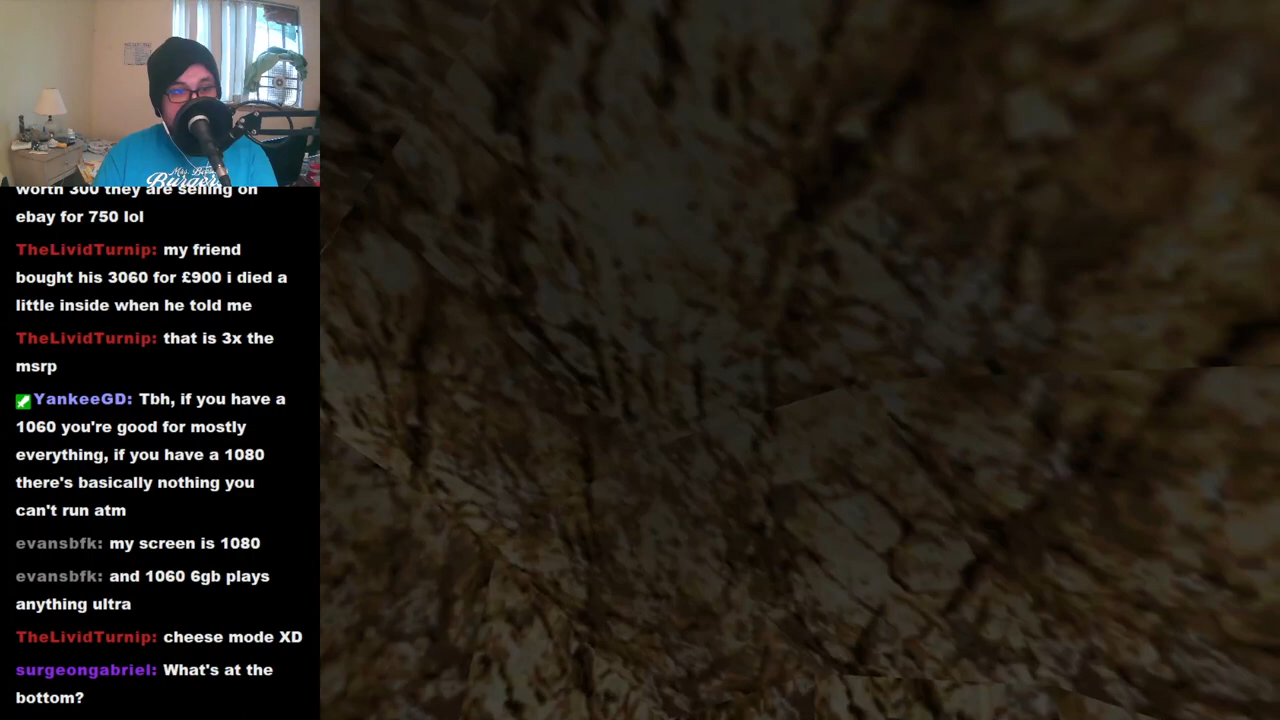 Burger
worth 300 they are selling on
ebay for 750 lol
TheLividTurnip: my friend
bought his 3060 for £900 i died a
little inside when he told me
TheLividTurnip: that is 3x the
msrp
YankeeGD: Tbh, if you have a
1060 you're good for mostly
everything, if you have a 1080
there's basically nothing you
can't run atm
evansbfk: my screen is 1080
evansbfk: and 1060 6gb plays
anything ultra
TheLividTurnip: cheese mode XD
surgeongabriel: What's at the
bottom?